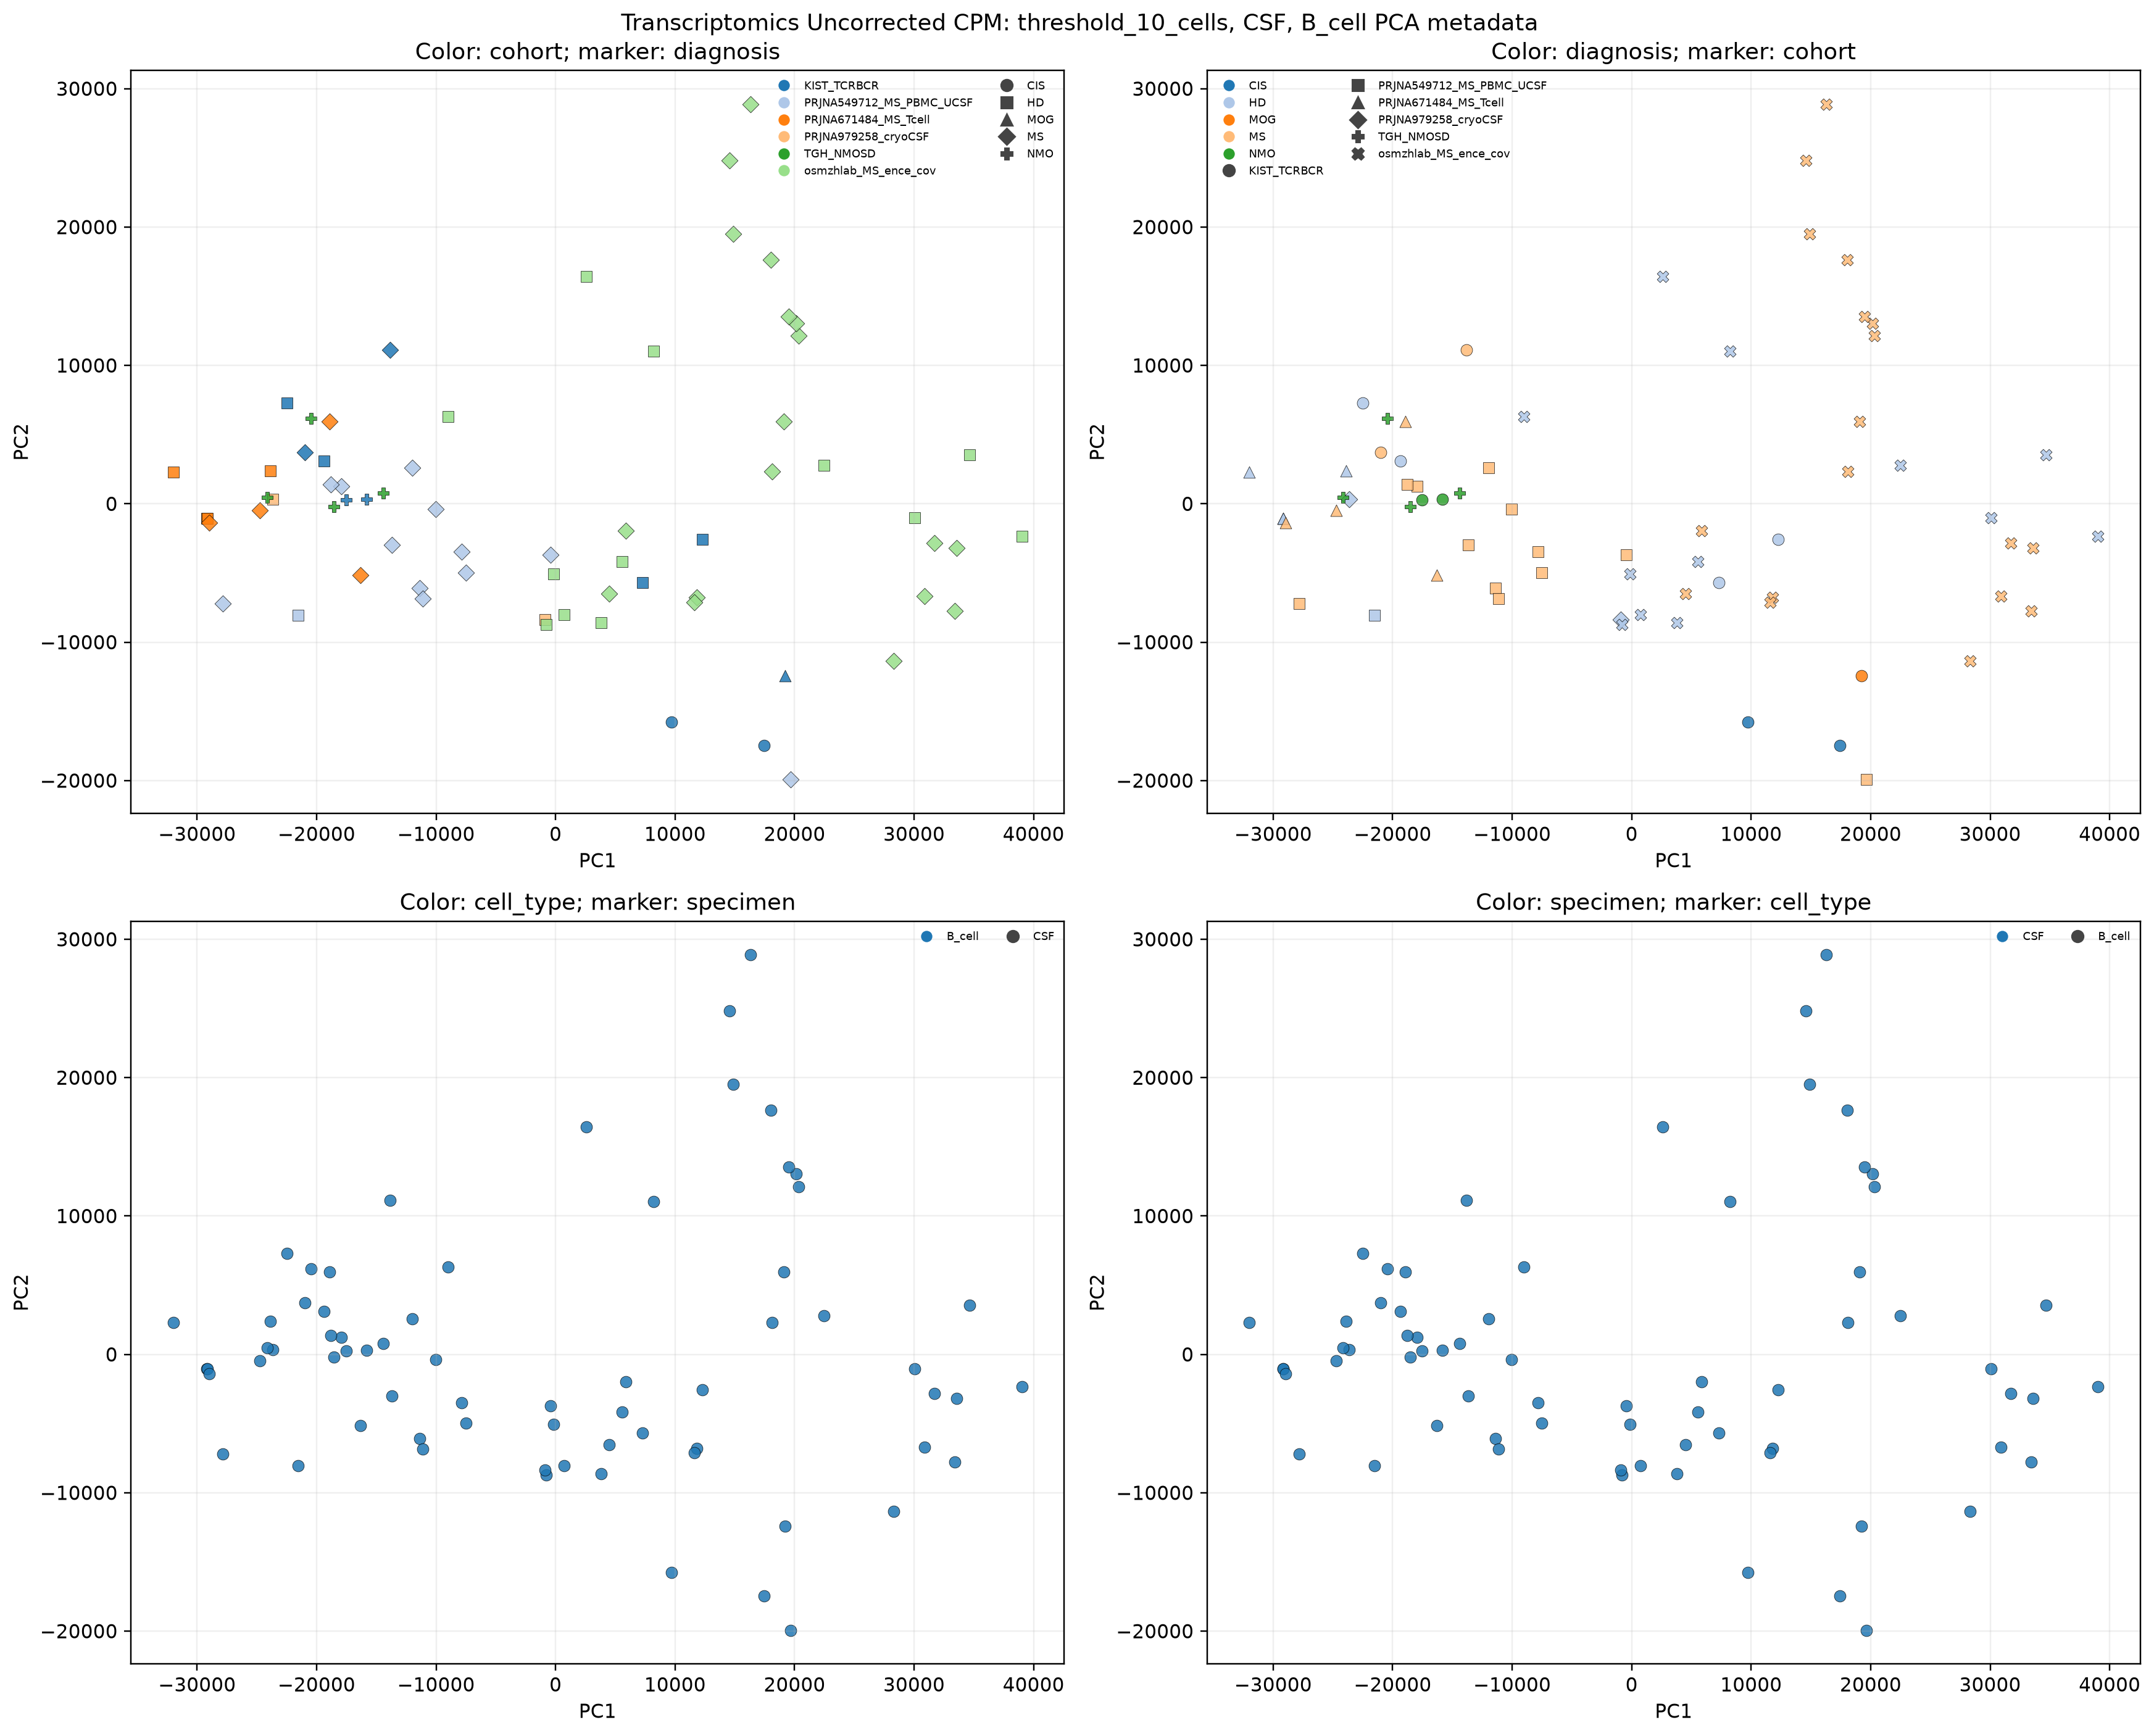 Transcriptomics Uncorrected CPM: threshold_10_cells, CSF, B_cell PCA metadata
Color: cohort; marker: diagnosis
KIST_TCRBCR
PRJNA549712_MS_PBMC_UCSF
PRJNA671484_MS_Tcell
PRJNA979258_cryoCSF
TGH_NMOSD
osmzhlab_MS_ence_cov
CIS
HD
MOG
MS
NMO
30000
20000
10000
0
−10000
−20000
PC2
−30000 −20000 −10000 0 10000 20000 30000 40000
PC1
Color: diagnosis; marker: cohort
CIS
HD
MOG
MS
NMO
KIST_TCRBCR
PRJNA549712_MS_PBMC_UCSF
PRJNA671484_MS_Tcell
PRJNA979258_cryoCSF
TGH_NMOSD
osmzhlab_MS_ence_cov
30000
20000
10000
0
−10000
−20000
PC2
−30000 −20000 −10000 0 10000 20000 30000 40000
PC1
Color: cell_type; marker: specimen
B_cell
CSF
30000
20000
10000
0
−10000
−20000
PC2
−30000 −20000 −10000 0 10000 20000 30000 40000
PC1
Color: specimen; marker: cell_type
CSF
B_cell
30000
20000
10000
0
−10000
−20000
PC2
−30000 −20000 −10000 0 10000 20000 30000 40000
PC1